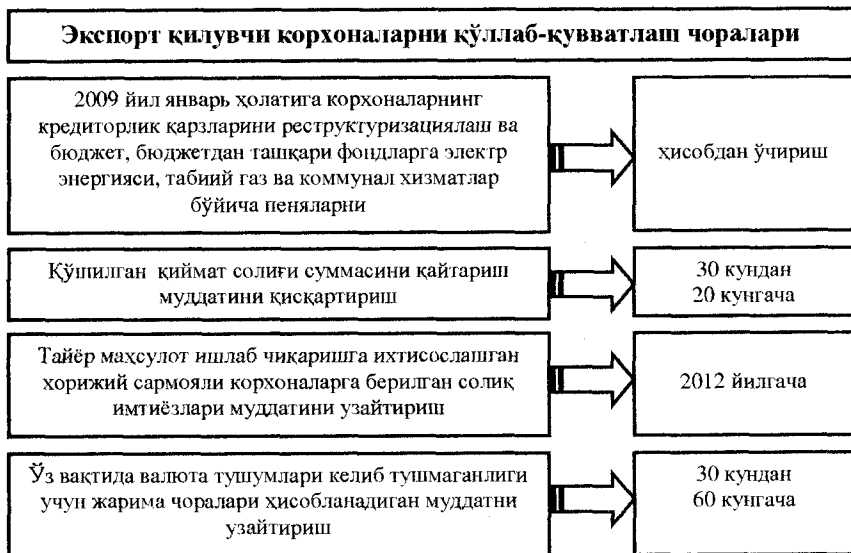 Экспорт қилувчи корхоналарни қўллаб-қувватлаш чоралари
2009 йил январь ҳолатига корхоналарнинг
кредиторлик қарзларини реструктуризациялаш ва
бюджет, бюджетдан ташқари фондларга электр
энергияси, табиий газ ва коммунал хизматлар
бўйича пеняларни
ҳисобдан ўчириш
Қўшилган қиймат солиғи суммасини қайтариш
муддатини қисқартириш
30 кундан
20 кунгача
Тайёр маҳсулот ишлаб чиқаришга ихтисослашган
хорижий сармояли корхоналарга берилган солиқ
имтиёзлари муддатини узайтириш
2012 йилгача
Ўз вақтида валюта тушумлари келиб тушмаганлиги
учун жарима чоралари ҳисобланадиган муддатни
узайтириш
30 кундан
60 кунгача